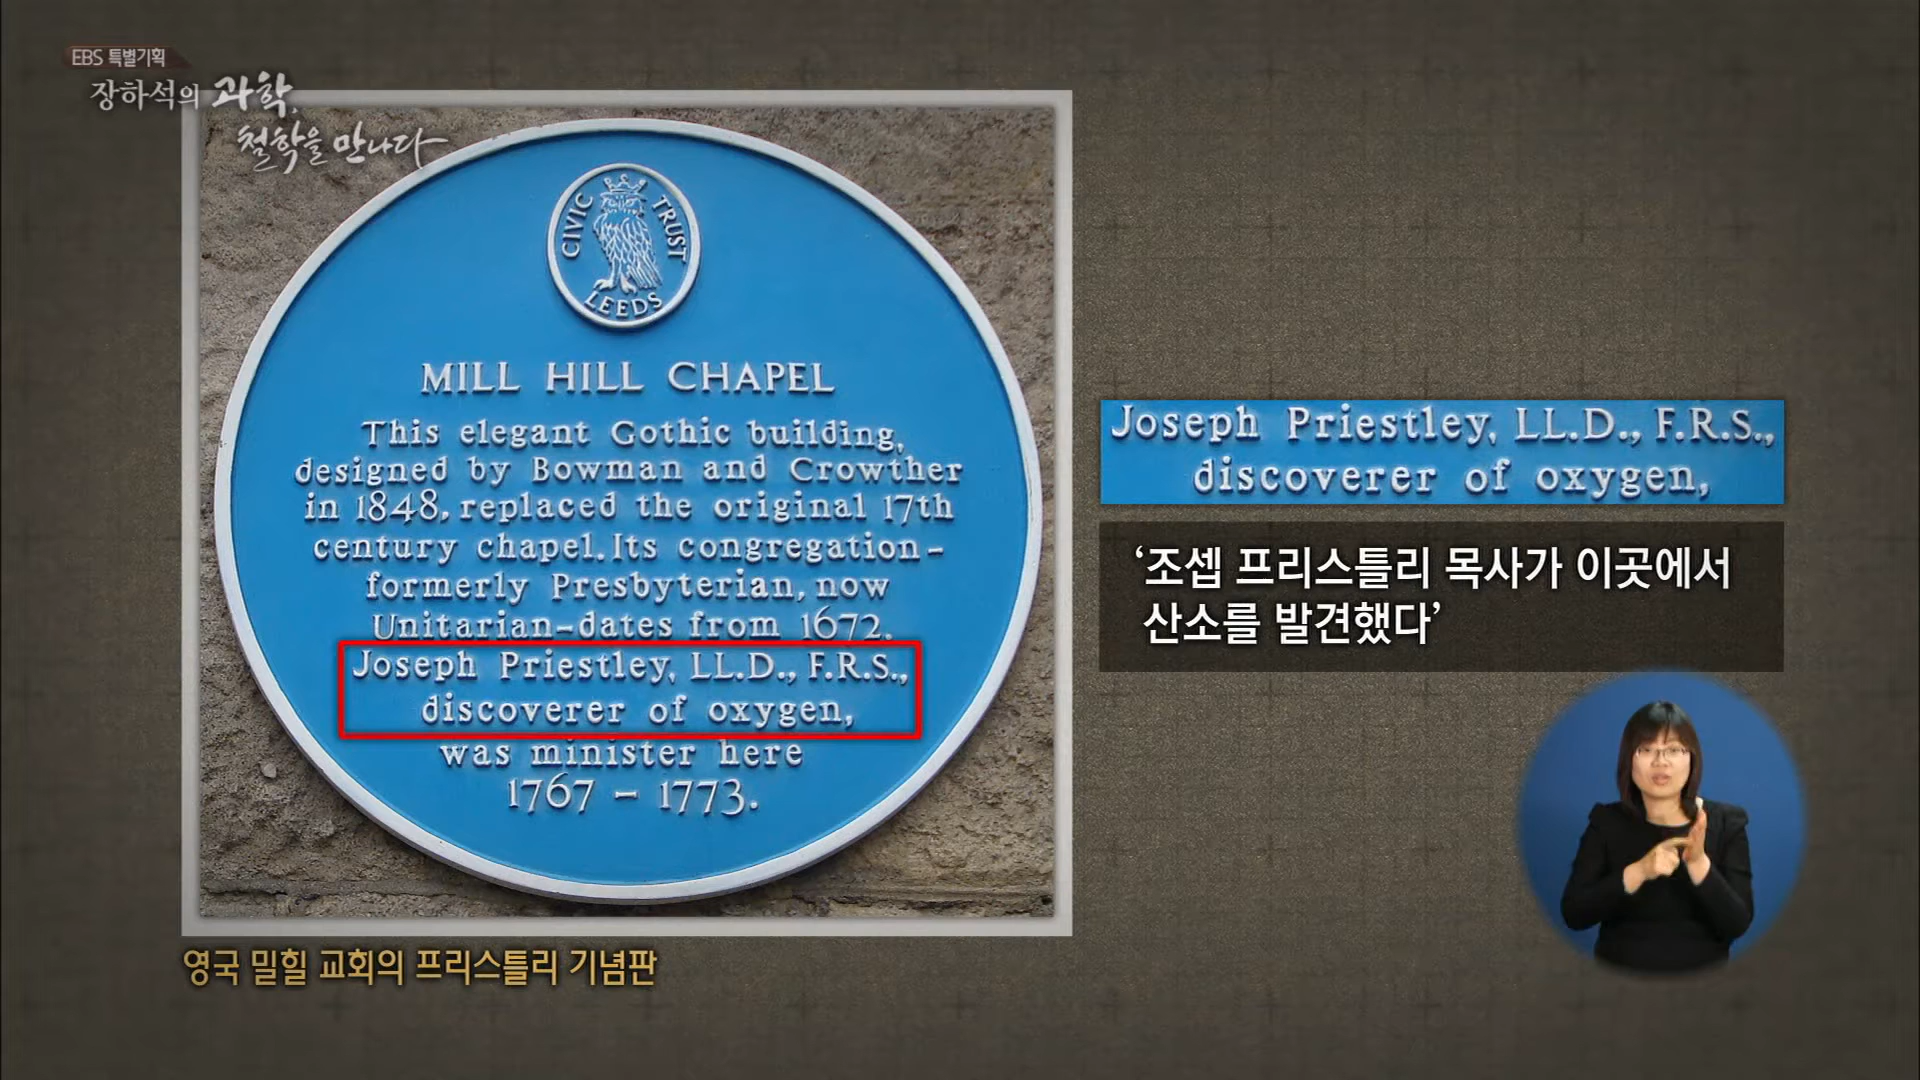 EBS 특별기획
장하석의 과학,
철학을 만나다
CIVIC TRUST
LEEDS
MILL HILL CHAPEL
This elegant Gothic building,
designed by Bowman and Crowther
in 1848, replaced the original 17th
century chapel. Its congregation-
formerly Presbyterian, now
Unitarian-dates from 1672.
Joseph Priestley, LL.D., F.R.S.,
discoverer of oxygen,
was minister here
1767 - 1773.
영국 밀힐 교회의 프리스틀리 기념판
Joseph Priestley, LL.D., F.R.S.,
discoverer of oxygen,
‘조셉 프리스틀리 목사가 이곳에서
산소를 발견했다’